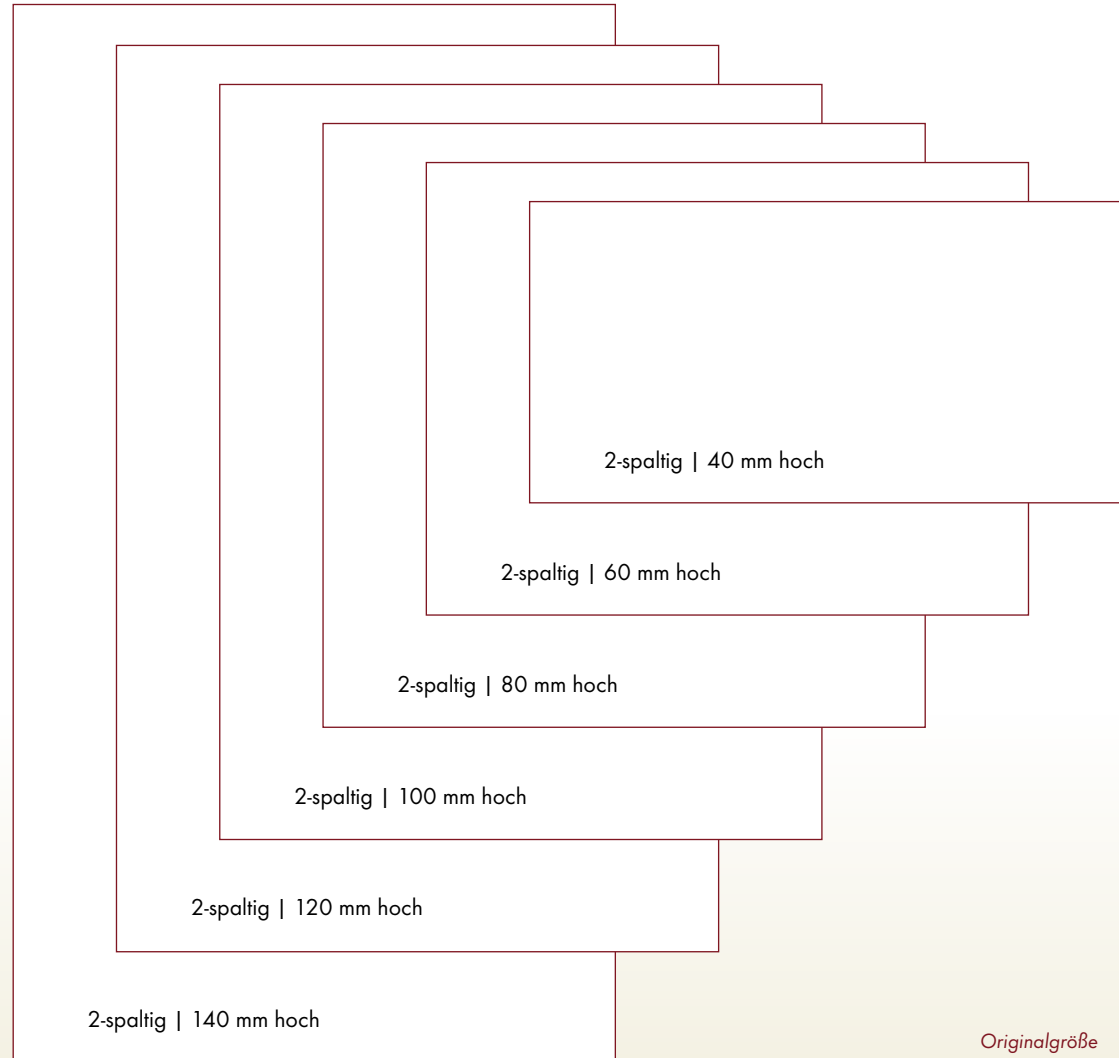 2-spaltig | 40 mm hoch
2-spaltig | 60 mm hoch
2-spaltig | 80 mm hoch
2-spaltig | 100 mm hoch
2-spaltig | 120 mm hoch
2-spaltig | 140 mm hoch
Originalgröße